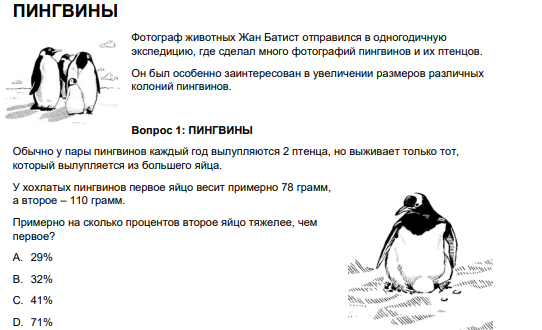 ПИНГВИНЫ
Фотограф животных Жан Батист отправился в одногодичную
экспедицию, где сделал много фотографий пингвинов и их птенцов.
Он был особенно заинтересован в увеличении размеров различных
колоний пингвинов.
Вопрос 1: ПИНГВИНЫ
Обычно у пары пингвинов каждый год вылупляются 2 птенца, но выживает только тот,
который вылупляется из большего яйца.
У хохлатых пингвинов первое яйцо весит примерно 78 грамм,
а второе – 110 грамм.
Примерно на сколько процентов второе яйцо тяжелее, чем
первое?
A. 29%
B. 32%
C. 41%
D. 71%